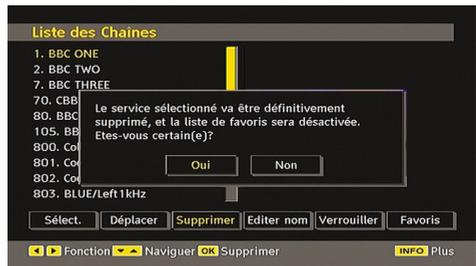 Liste des Chaînes
1. BBC ONE
2. BBC TWO
7. BBC THREE
70. CBB
80. BBC
105. BB
800. Col
801. Co
802. Co
803. BLUE/Left1kHz
Le service sélectionné va être définitivement
supprimé, et la liste de favoris sera désactivée.
Etes-vous certain(e)?
Oui Non
Sélect. Déplacer Supprimer Editer nom Verrouiller Favoris
Fonction Naviguer OK Supprimer INFO Plus